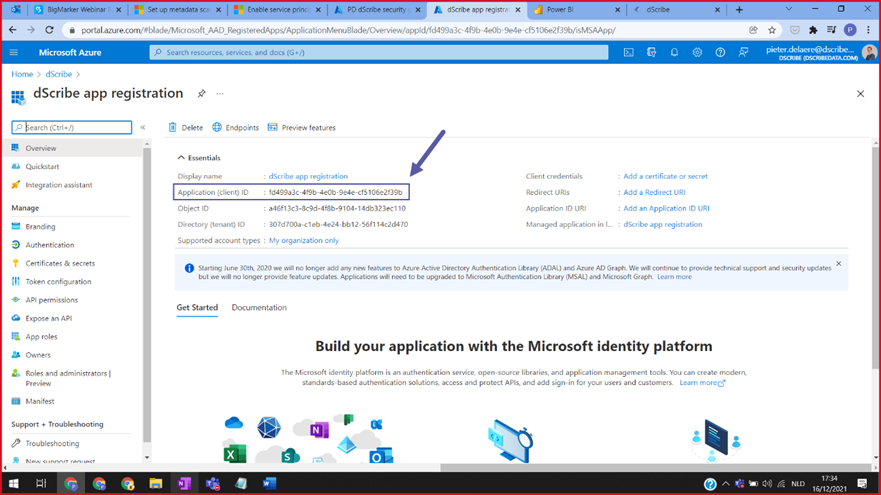 BigMarker Webinar P
Set up metadata sca
Enable service princ
PD dScribe security
dScribe app registrat
Power BI
dScribe
portal.azure.com/#blade/Microsoft_AAD_RegisteredApps/ApplicationMenuBlade/Overview/appId/fd499a3c-4f9b-4e0b-9e4e-cf5106e2f39b/isMSAApp/
Microsoft Azure
Search resources, services, and docs (G+/)
pieter.delaere@dscribe...
DSCRIBE (DSCRIBEDATA.COM)
Home > dScribe >
dScribe app registration
Search (Ctrl+/)
Overview
Quickstart
Integration assistant
Manage
Branding
Authentication
Certificates & secrets
Token configuration
API permissions
Expose an API
App roles
Owners
Roles and administrators |
Preview
Manifest
Support + Troubleshooting
Troubleshooting
New support request
Delete
Endpoints
Preview features
Essentials
Display name : dScribe app registration
Application (client) ID : fd499a3c-4f9b-4e0b-9e4e-cf5106e2f39b
Object ID : a46f13c3-8c9d-4f8b-9104-14db323ec110
Directory (tenant) ID : 307d700a-c1eb-4e24-bb12-56f114c2d470
Supported account types : My organization only
Client credentials : Add a certificate or secret
Redirect URIs : Add a Redirect URI
Application ID URI : Add an Application ID URI
Managed application in l... : dScribe app registration
Starting June 30th, 2020 we will no longer add any new features to Azure Active Directory Authentication Library (ADAL) and Azure AD Graph. We will continue to provide technical support and security updates
but we will no longer provide feature updates. Applications will need to be upgraded to Microsoft Authentication Library (MSAL) and Microsoft Graph. Learn more
Get Started
Documentation
Build your application with the Microsoft identity platform
The Microsoft identity platform is an authentication service, open-source libraries, and application management tools. You can create modern,
standards-based authentication solutions, access and protect APIs, and add sign-in for your users and customers. Learn more
NLD
17:34
16/12/2021